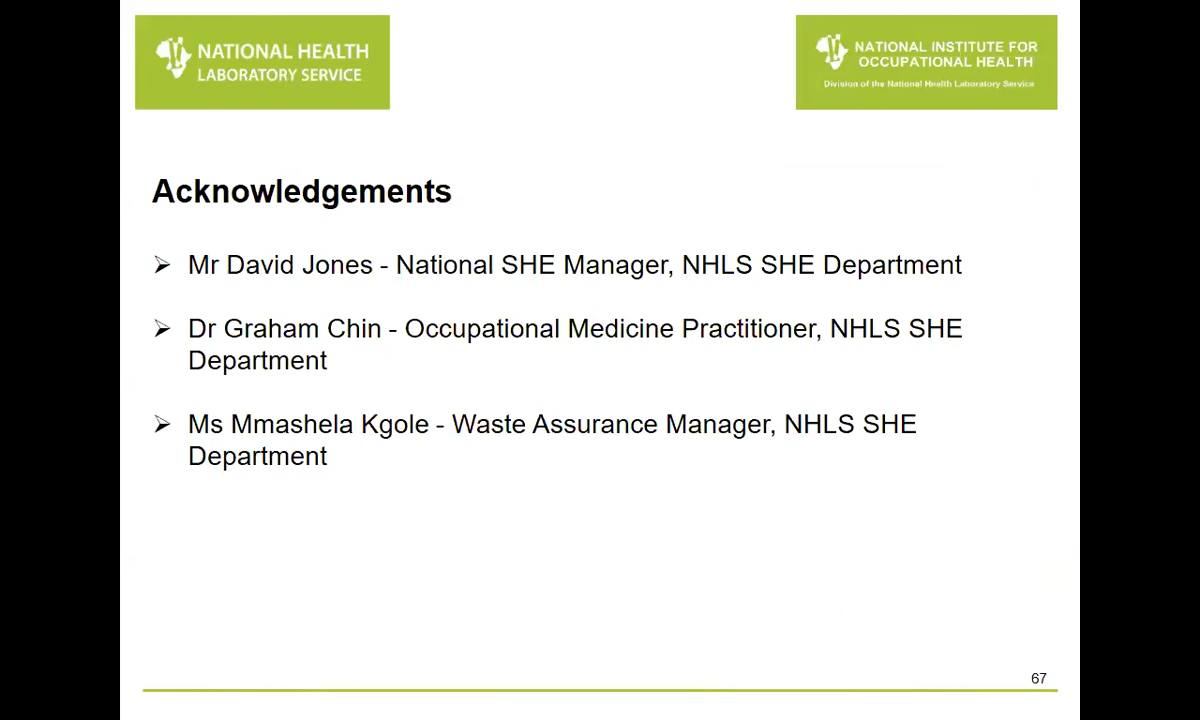 NATIONAL HEALTH
LABORATORY SERVICE
NATIONAL INSTITUTE FOR
OCCUPATIONAL HEALTH
Division of the National Health Laboratory Service
Acknowledgements
➢ Mr David Jones - National SHE Manager, NHLS SHE Department
➢ Dr Graham Chin - Occupational Medicine Practitioner, NHLS SHE
Department
➢ Ms Mmashela Kgole - Waste Assurance Manager, NHLS SHE
Department
67